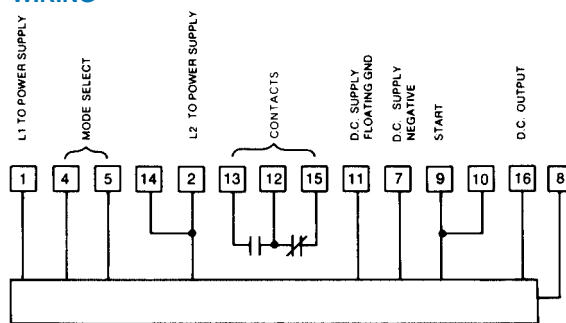 WIRING
L1 TO POWER SUPPLY
MODE SELECT
L2 TO POWER SUPPLY
CONTACTS
D.C. SUPPLY
FLOATING GND
D.C. SUPPLY
NEGATIVE
START
D.C. OUTPUT
1 4 5 14 2 13 12 15 11 7 9 10 16 8